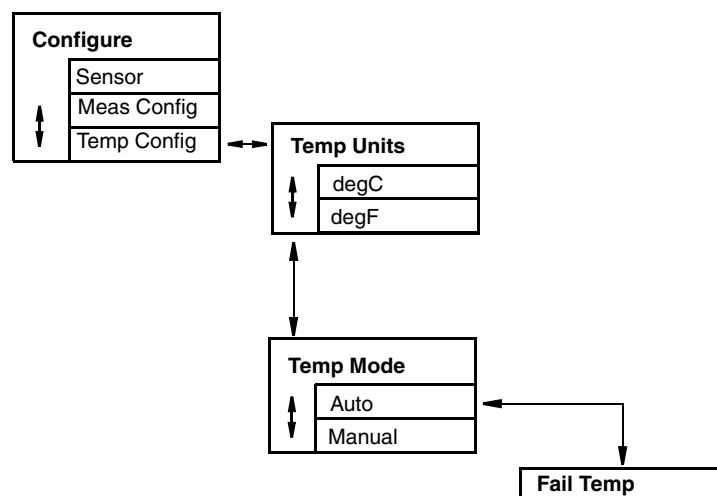 Configure
Sensor
Meas Config
Temp Config
Temp Units
degC
degF
Temp Mode
Auto
Manual
Fail Temp